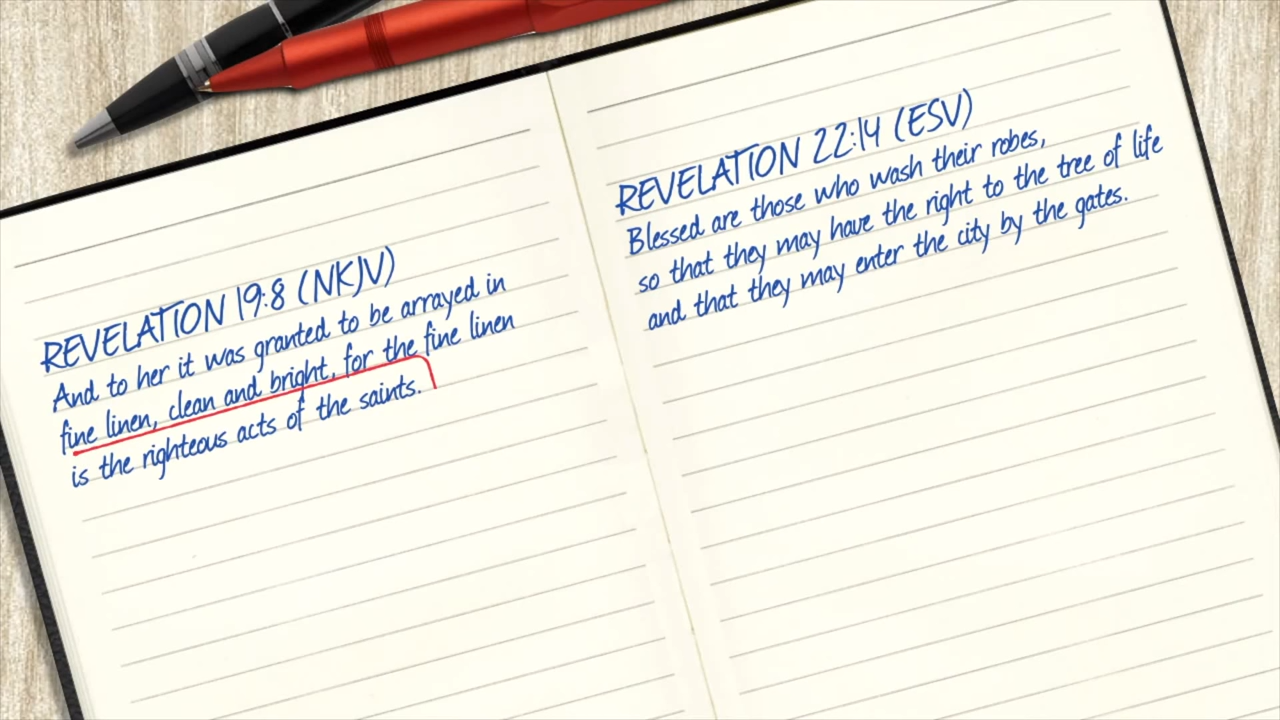 REVELATION 19:8 (NKJV)
And to her it was granted to be arrayed in
fine linen, clean and bright, for the fine linen
is the righteous acts of the saints.
REVELATION 22:14 (ESV)
Blessed are those who wash their robes,
so that they may have the right to the tree of life
and that they may enter the city by the gates.